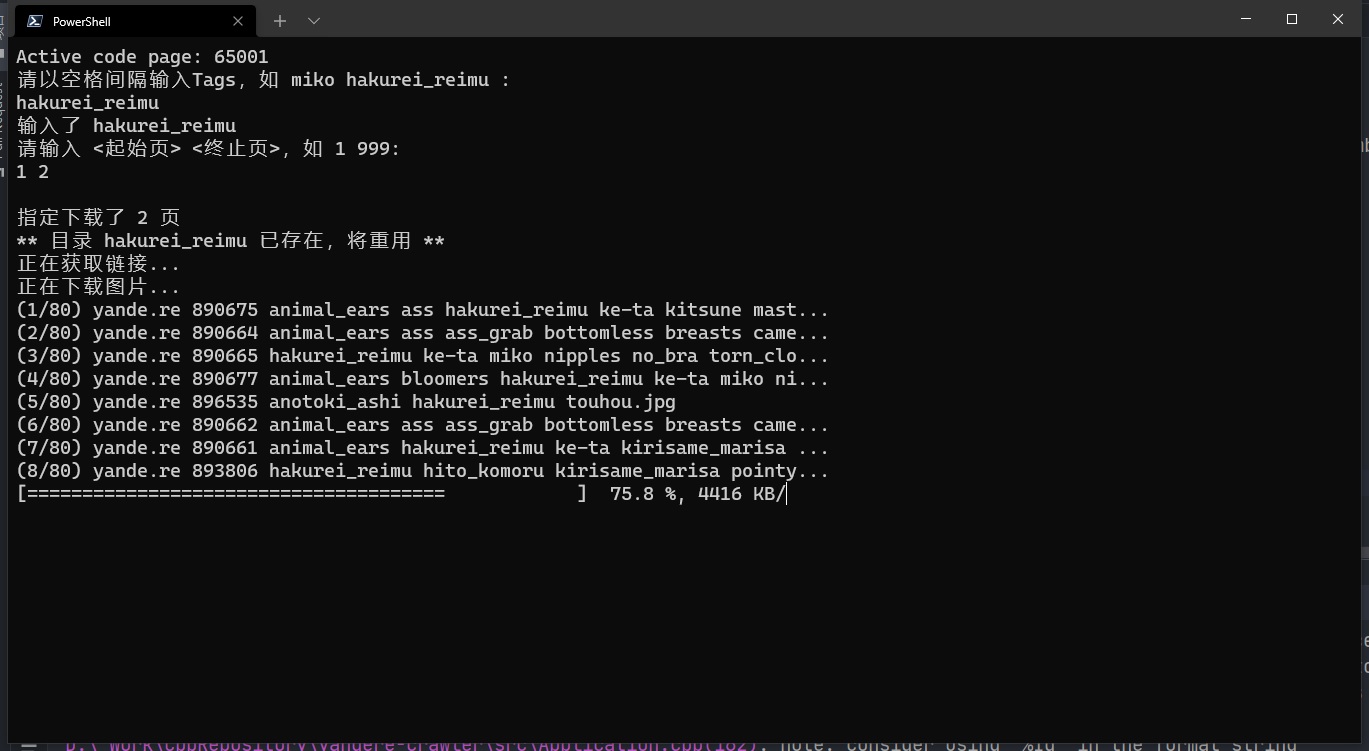 PowerShell
Active code page: 65001
请以空格间隔输入Tags，如 miko hakurei_reimu :
hakurei_reimu
输入了 hakurei_reimu
请输入 <起始页> <终止页>，如 1 999:
1 2
指定下载了 2 页
** 目录 hakurei_reimu 已存在，将重用 **
正在获取链接...
正在下载图片...
(1/80) yande.re 890675 animal_ears ass hakurei_reimu ke-ta kitsune mast...
(2/80) yande.re 890664 animal_ears ass ass_grab bottomless breasts came...
(3/80) yande.re 890665 hakurei_reimu ke-ta miko nipples no_bra torn_clo...
(4/80) yande.re 890677 animal_ears bloomers hakurei_reimu ke-ta miko ni...
(5/80) yande.re 896535 anotoki_ashi hakurei_reimu touhou.jpg
(6/80) yande.re 890662 animal_ears ass ass_grab bottomless breasts came...
(7/80) yande.re 890661 animal_ears hakurei_reimu ke-ta kirisame_marisa ...
(8/80) yande.re 893806 hakurei_reimu hito_komoru kirisame_marisa pointy...
[======================================            ]  75.8 %, 4416 KB/
D:\ Work\CppRepository\yandere-crawler\src\Application.cpp(162): note: consider using '%ld' in the format string